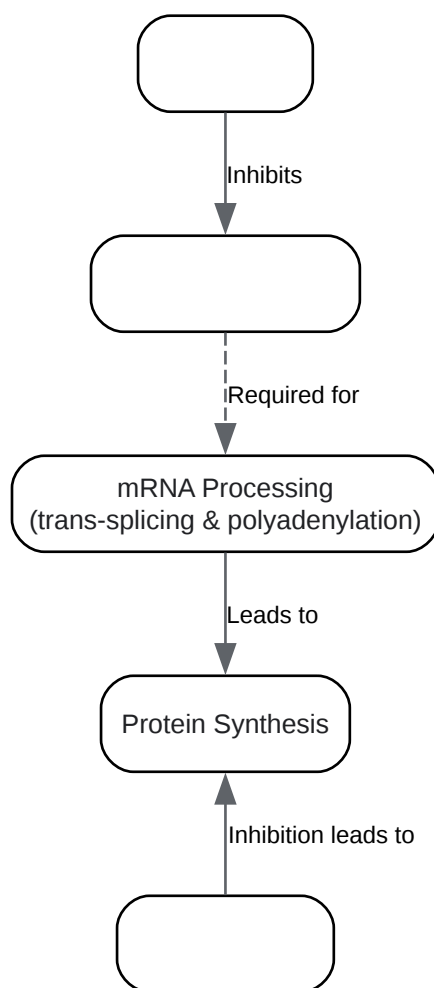 Inhibits
Required for
mRNA Processing
(trans-splicing & polyadenylation)
Leads to
Protein Synthesis
Inhibition leads to